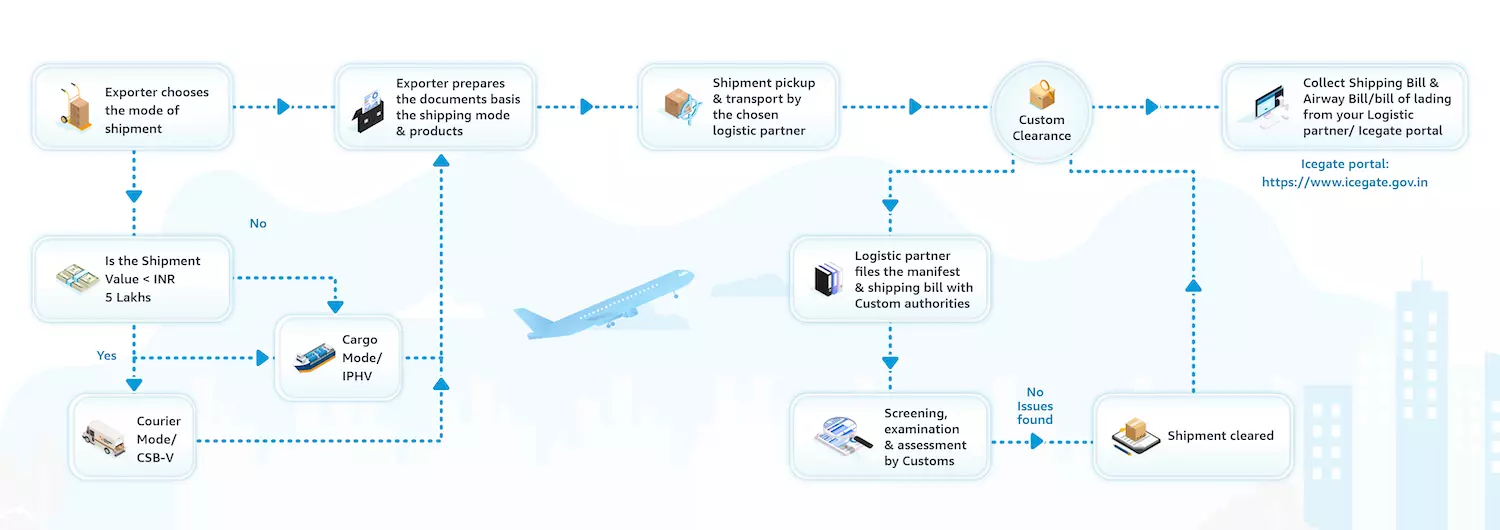 Exporter chooses
the mode of
shipment
Exporter prepares
the documents basis
the shipping mode
& products
Shipment pickup
& transport by
the chosen
logistic partner
Custom
Clearance
Collect Shipping Bill &
Airway Bill/bill of lading
from your Logistic
partner/ Icegate portal
Icegate portal:
https://www.icegate.gov.in
No
Is the Shipment
Value < INR
5 Lakhs
Yes
Cargo
Mode/
IPHV
Courier
Mode/
CSB-V
Logistic partner
files the manifest
& shipping bill with
Custom authorities
Screening,
examination
& assessment
by Customs
No
Issues
found
Shipment cleared